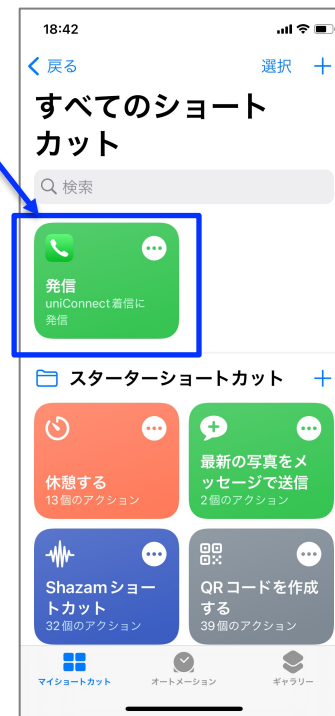 18:42
戻る
選択
すべてのショート
カット
検索
発信
uniConnect 着信に
発信
スターターショートカット
休憩する
13個のアクション
最新の写真をメ
ッセージで送信
2個のアクション
Shazam ショー
トカット
32個のアクション
QRコードを作成
する
39個のアクション
マイショートカット
オートメーション
ギャラリー